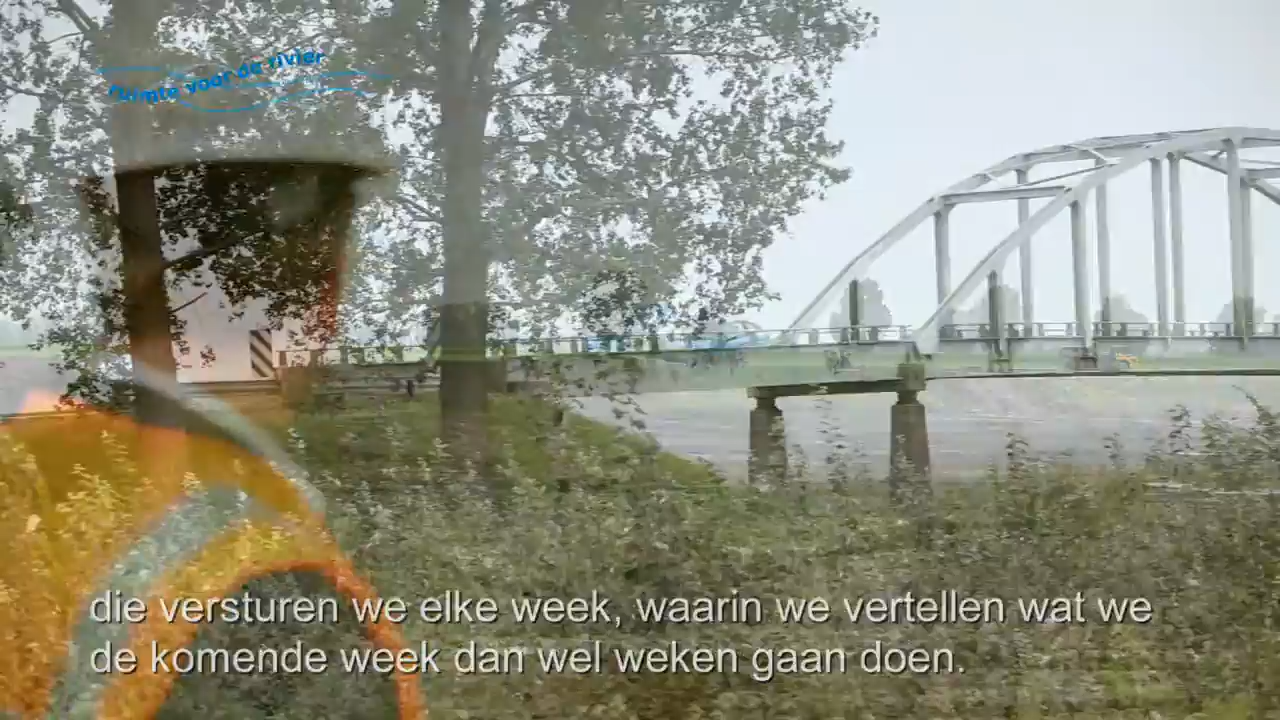 ruimte voor de rivier
die versturen we elke week, waarin we vertellen wat we
de komende week dan wel weken gaan doen.